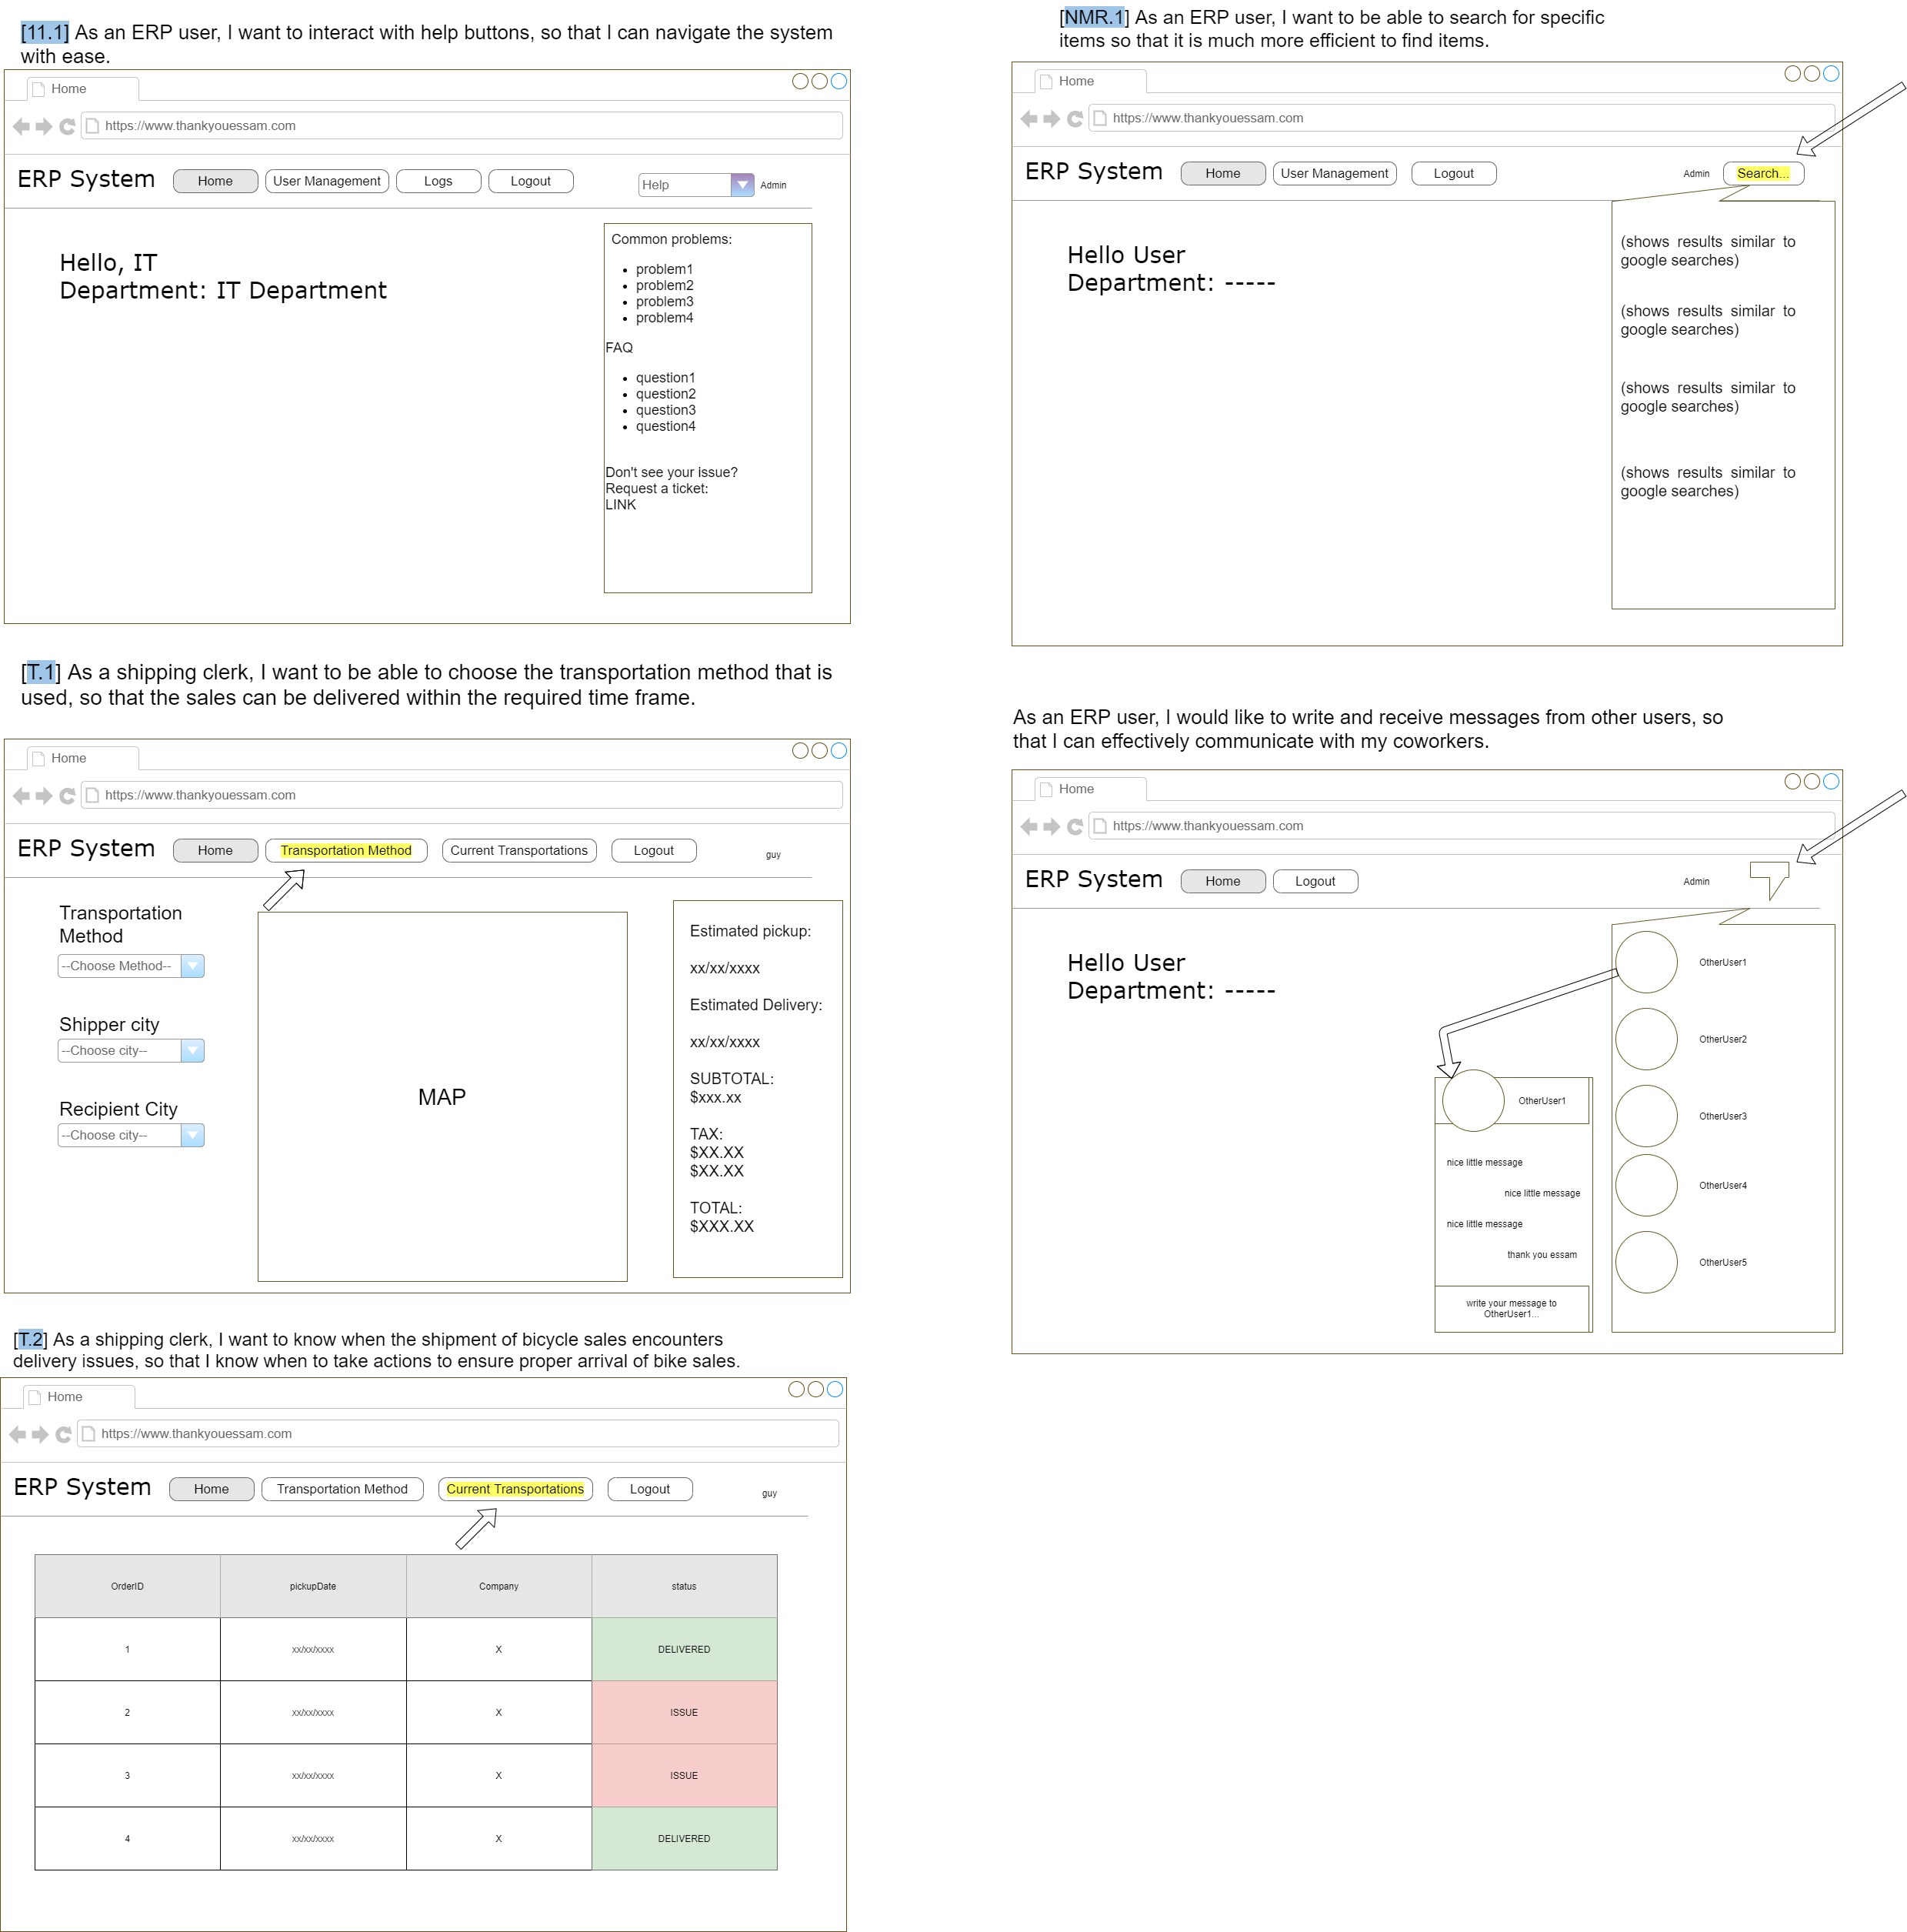 [11.1] As an ERP user, I want to interact with help buttons, so that I can navigate the system
with ease.
Home
https://www.thankyouessam.com
ERP System
Home
User Management
Logs
Logout
Help
Admin
Hello, IT
Department: IT Department
Common problems:
• problem1
• problem2
• problem3
• problem4
FAQ
• question1
• question2
• question3
• question4
Don't see your issue?
Request a ticket:
LINK
[NMR.1] As an ERP user, I want to be able to search for specific
items so that it is much more efficient to find items.
Home
https://www.thankyouessam.com
ERP System
Home
User Management
Logout
Admin
Search...
Hello User
Department: -----
(shows results similar to
google searches)
(shows results similar to
google searches)
(shows results similar to
google searches)
(shows results similar to
google searches)
[T.1] As a shipping clerk, I want to be able to choose the transportation method that is
used, so that the sales can be delivered within the required time frame.
Home
https://www.thankyouessam.com
ERP System
Home
Transportation Method
Current Transportations
Logout
guy
Transportation
Method
--Choose Method--
Shipper city
--Choose city--
Recipient City
--Choose city--
MAP
Estimated pickup:
xx/xx/xxxx
Estimated Delivery:
xx/xx/xxxx
SUBTOTAL:
$xxx.xx
TAX:
$XX.XX
$XX.XX
TOTAL:
$XXX.XX
As an ERP user, I would like to write and receive messages from other users, so
that I can effectively communicate with my coworkers.
Home
https://www.thankyouessam.com
ERP System
Home
Logout
Admin
Hello User
Department: -----
OtherUser1
OtherUser2
OtherUser3
OtherUser4
OtherUser5
OtherUser1
nice little message
nice little message
nice little message
thank you essam
write your message to
OtherUser1...
[T.2] As a shipping clerk, I want to know when the shipment of bicycle sales encounters
delivery issues, so that I know when to take actions to ensure proper arrival of bike sales.
Home
https://www.thankyouessam.com
ERP System
Home
Transportation Method
Current Transportations
Logout
guy
OrderID pickupDate Company status
1 xx/xx/xxxx X DELIVERED
2 xx/xx/xxxx X ISSUE
3 xx/xx/xxxx X ISSUE
4 xx/xx/xxxx X DELIVERED